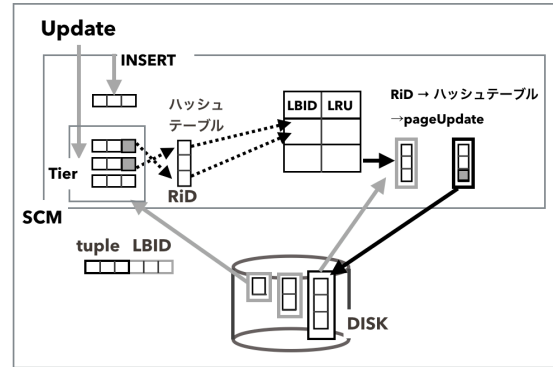 Update
INSERT
ハッシュ
テーブル
LBID LRU
RiD → ハッシュテーブル
→pageUpdate
Tier
RiD
SCM
tuple LBID
DISK